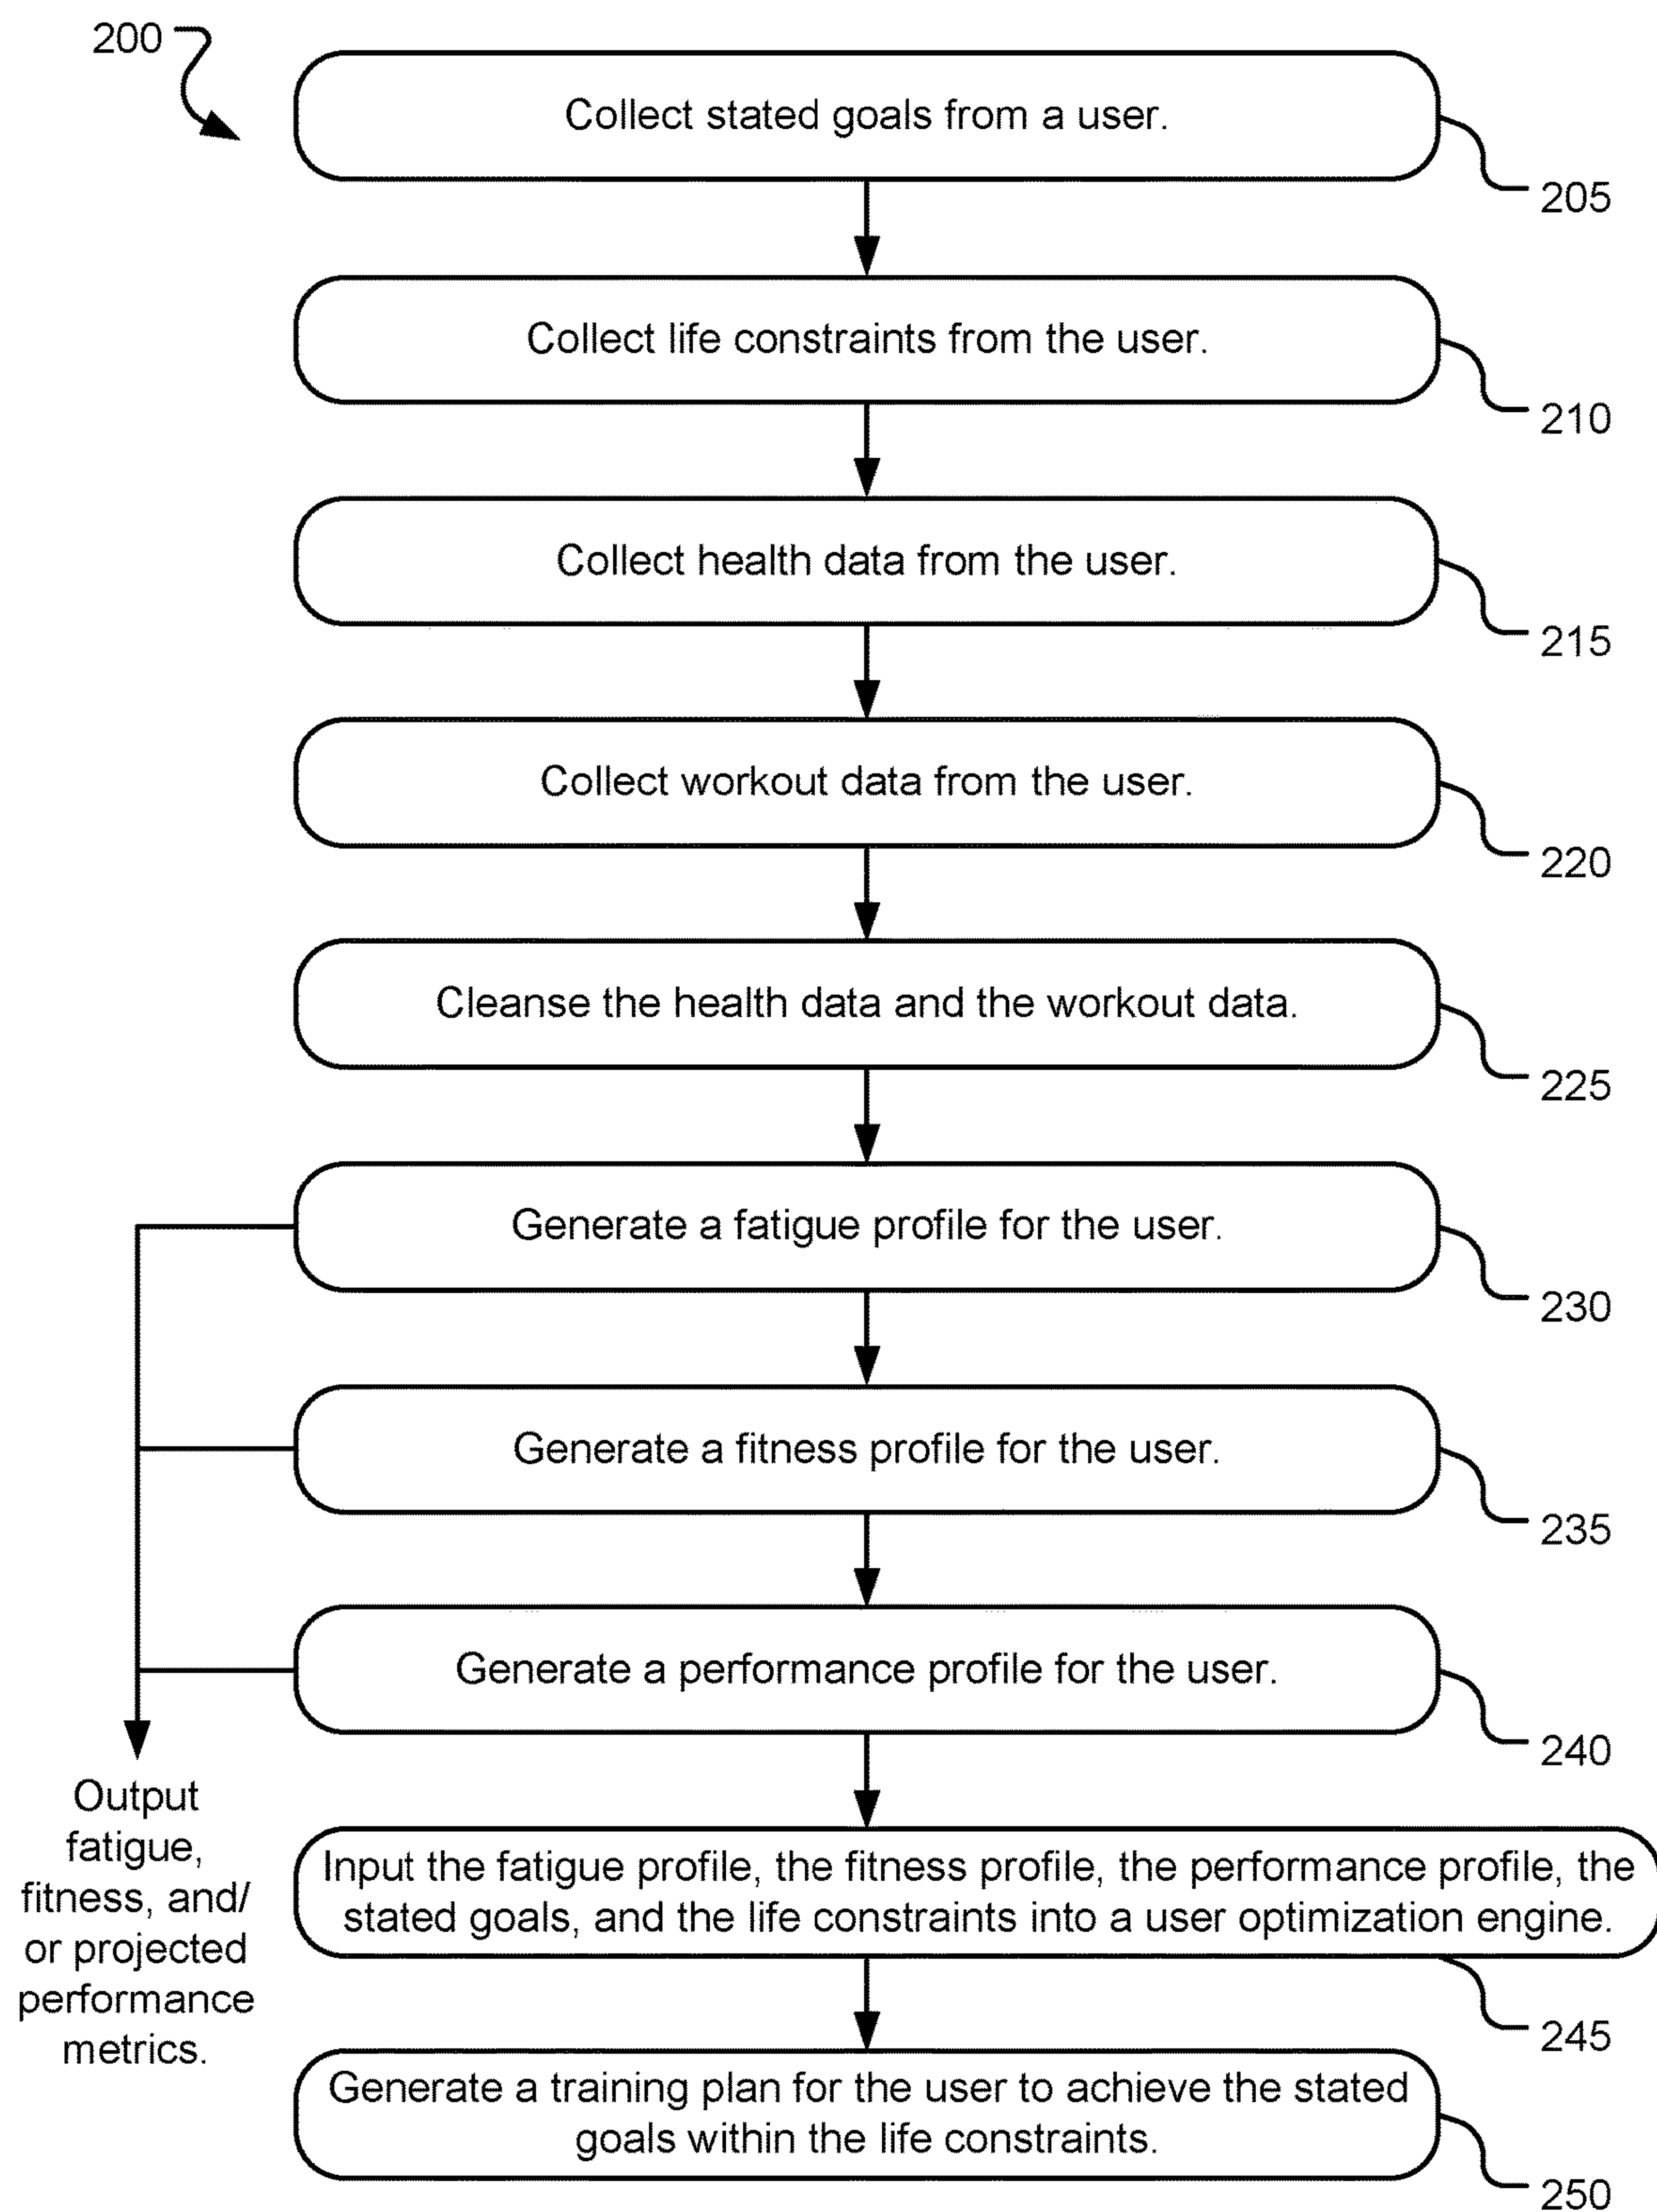 200
Collect stated goals from a user.
205
Collect life constraints from the user.
210
Collect health data from the user.
215
Collect workout data from the user.
220
Cleanse the health data and the workout data.
225
Generate a fatigue profile for the user.
230
Generate a fitness profile for the user.
235
Generate a performance profile for the user.
240
Output
fatigue,
fitness, and/
or projected
performance
metrics.
Input the fatigue profile, the fitness profile, the performance profile, the
stated goals, and the life constraints into a user optimization engine.
245
Generate a training plan for the user to achieve the stated
goals within the life constraints.
250